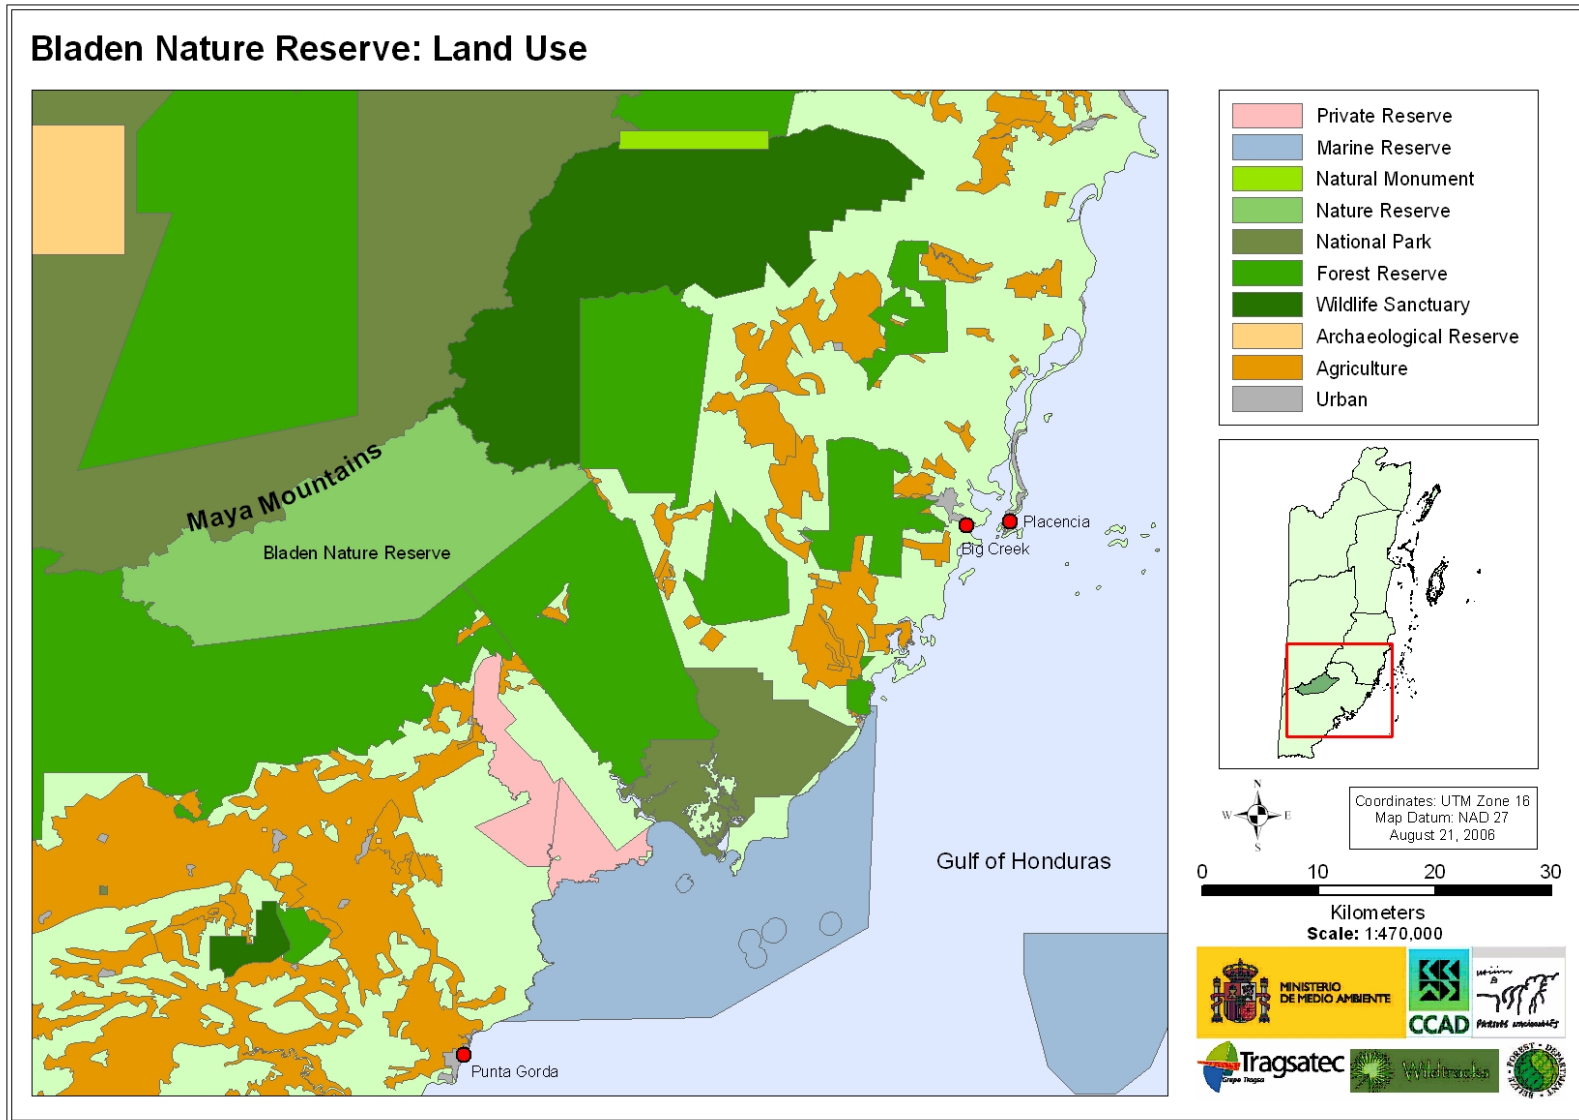 Bladen Nature Reserve: Land Use
Maya Mountains
Bladen Nature Reserve
Placencia
Big Creek
Gulf of Honduras
Punta Gorda
Private Reserve
Marine Reserve
Natural Monument
Nature Reserve
National Park
Forest Reserve
Wildlife Sanctuary
Archaeological Reserve
Agriculture
Urban
N
W E
S
Coordinates: UTM Zone 16
Map Datum: NAD 27
August 21, 2006
0 10 20 30
Kilometers
Scale: 1:470,000
MINISTERIO
DE MEDIO AMBIENTE
CCAD
PARQUES NACIONALES
Tragsatec
Grupo Tragsa
Wildtracks
FOREST DEPARTMENT
BELIZE